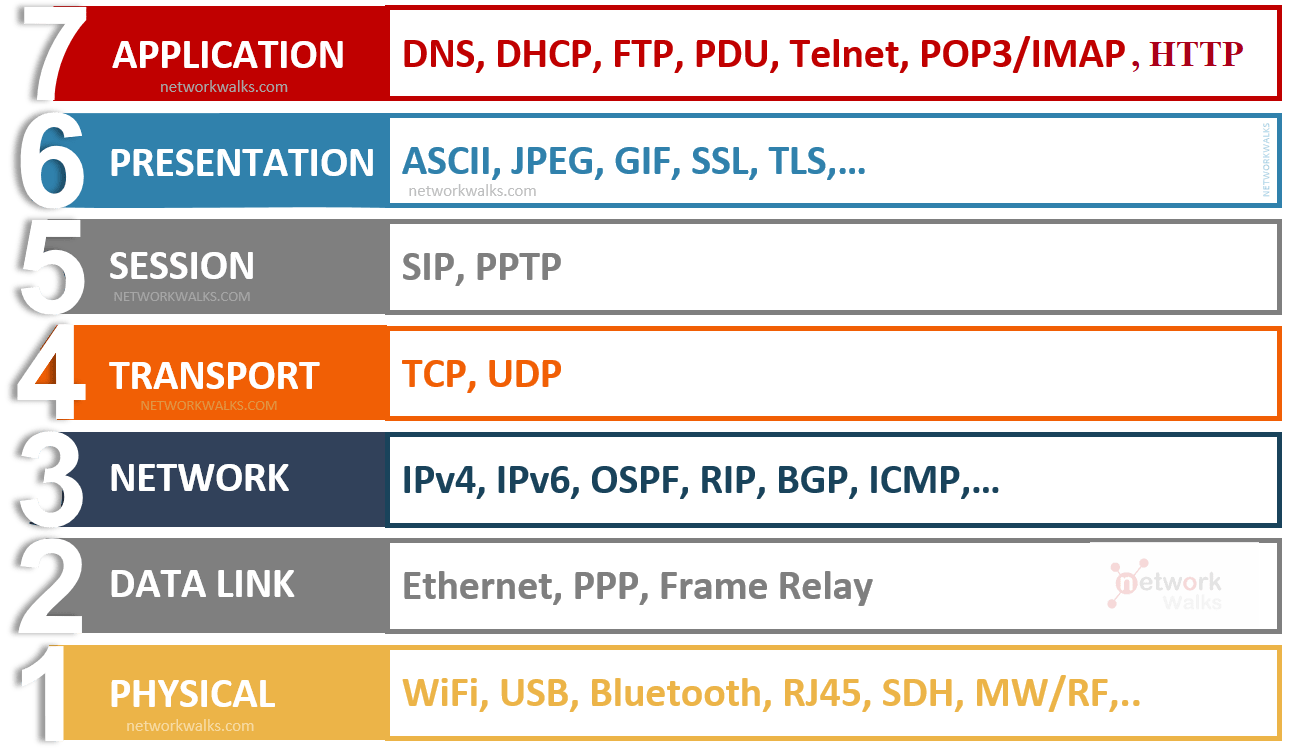 7 APPLICATION DNS, DHCP, FTP, PDU, Telnet, POP3/IMAP , HTTP
networkwalks.com
6 PRESENTATION ASCII, JPEG, GIF, SSL, TLS,...
networkwalks.com
NETWORKWALKS
5 SESSION SIP, PPTP
NETWORKWALKS.COM
4 TRANSPORT TCP, UDP
NETWORKWALKS.COM
3 NETWORK IPv4, IPv6, OSPF, RIP, BGP, ICMP,...
2 DATA LINK Ethernet, PPP, Frame Relay
network
Walks
1 PHYSICAL WiFi, USB, Bluetooth, RJ45, SDH, MW/RF,..
networkwalks.com